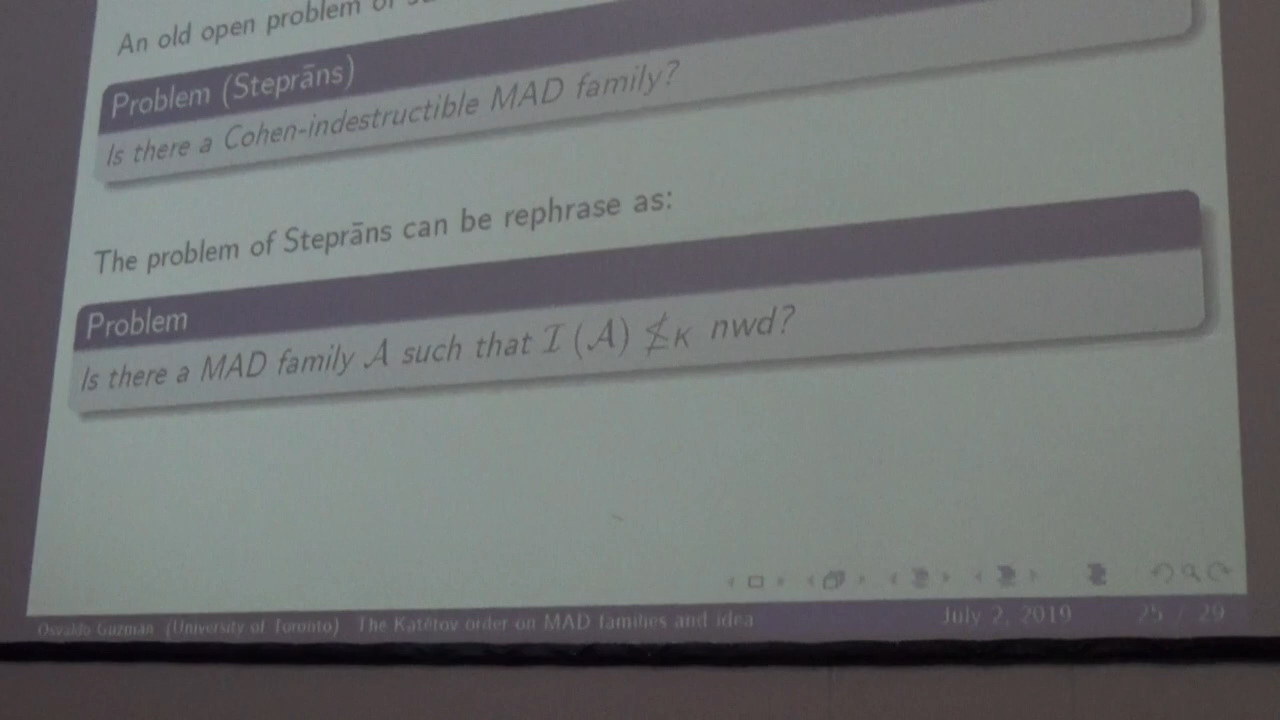 An old open problem of
Problem (Steprāns)
Is there a Cohen-indestructible MAD family?
The problem of Steprāns can be rephrase as:
Problem
Is there a MAD family 𝒜 such that ℐ (𝒜) ≰K nwd?
Osvaldo Guzmán (University of Toronto) The Katětov order on MAD families and idea July 2, 2019 25 / 29